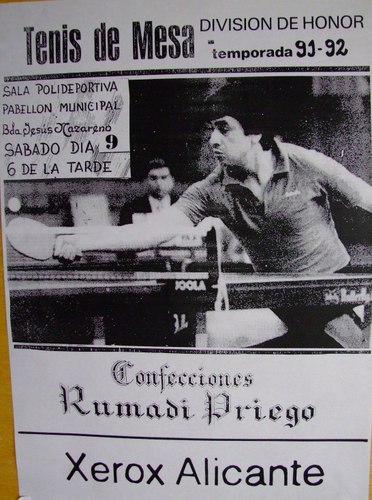 Tenis de Mesa
DIVISION DE HONOR
temporada 91-92
SALA POLIDEPORTIVA
PABELLON MUNICIPAL
Bda Jesús Nazareno
SABADO DIA 9
6 DE LA TARDE
JOOLA
Confecciones
Rumadi Priego
Xerox Alicante